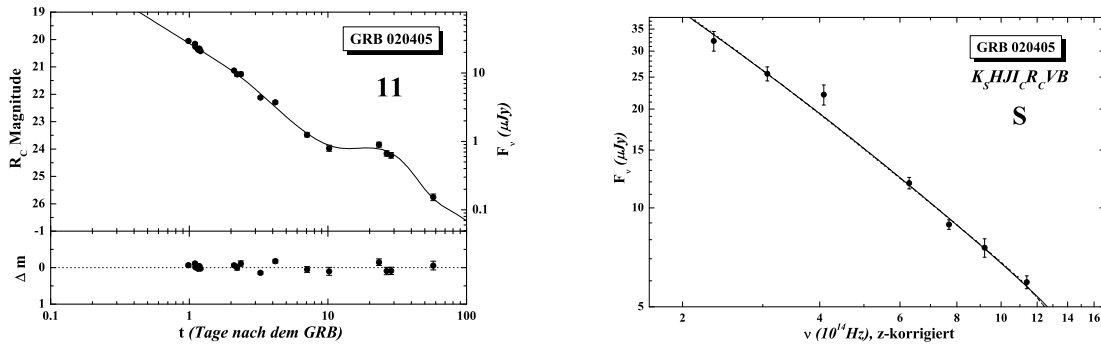 GRB 020405
11
R_C Magnitude
19
20
21
22
23
24
25
26
-1
10
1
0.1
F_ν (µJy)
Δ m
0
1
0.1 1 10 100
t (Tage nach dem GRB)
GRB 020405
K_S H J I_C R_C V B
S
F_ν (µJy)
35
30
25
20
15
10
5
2 4 6 8 10 12 14 16
ν (10^14 Hz), z-korrigiert